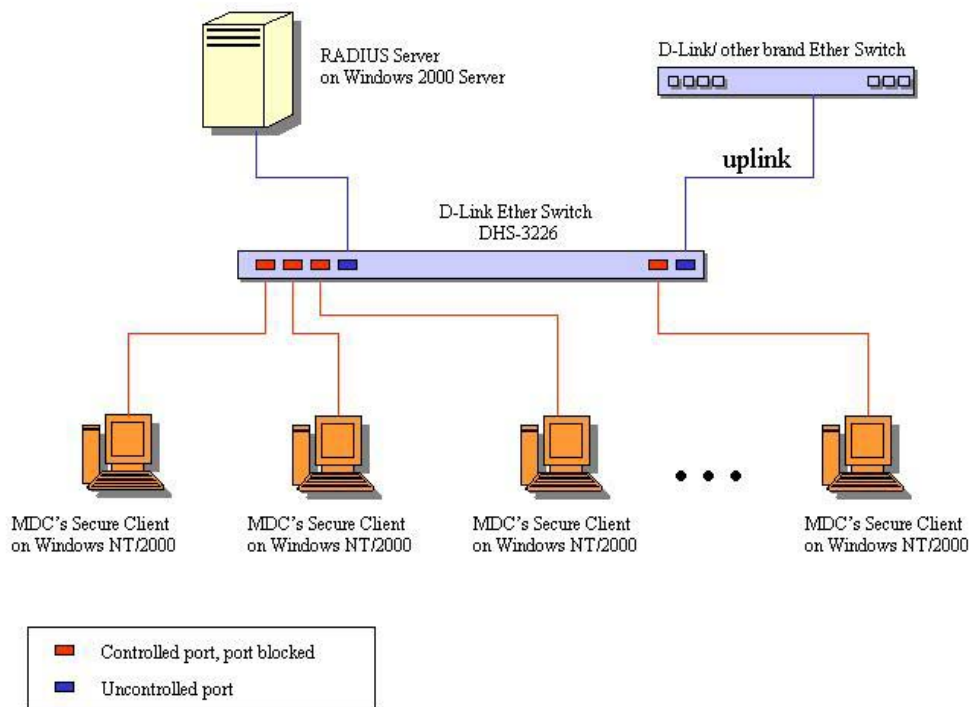 RADIUS Server
on Windows 2000 Server
D-Link/ other brand Ether Switch
uplink
D-Link Ether Switch
DHS-3226
MDC's Secure Client
on Windows NT/2000
MDC's Secure Client
on Windows NT/2000
MDC's Secure Client
on Windows NT/2000
MDC's Secure Client
on Windows NT/2000
Controlled port, port blocked
Uncontrolled port